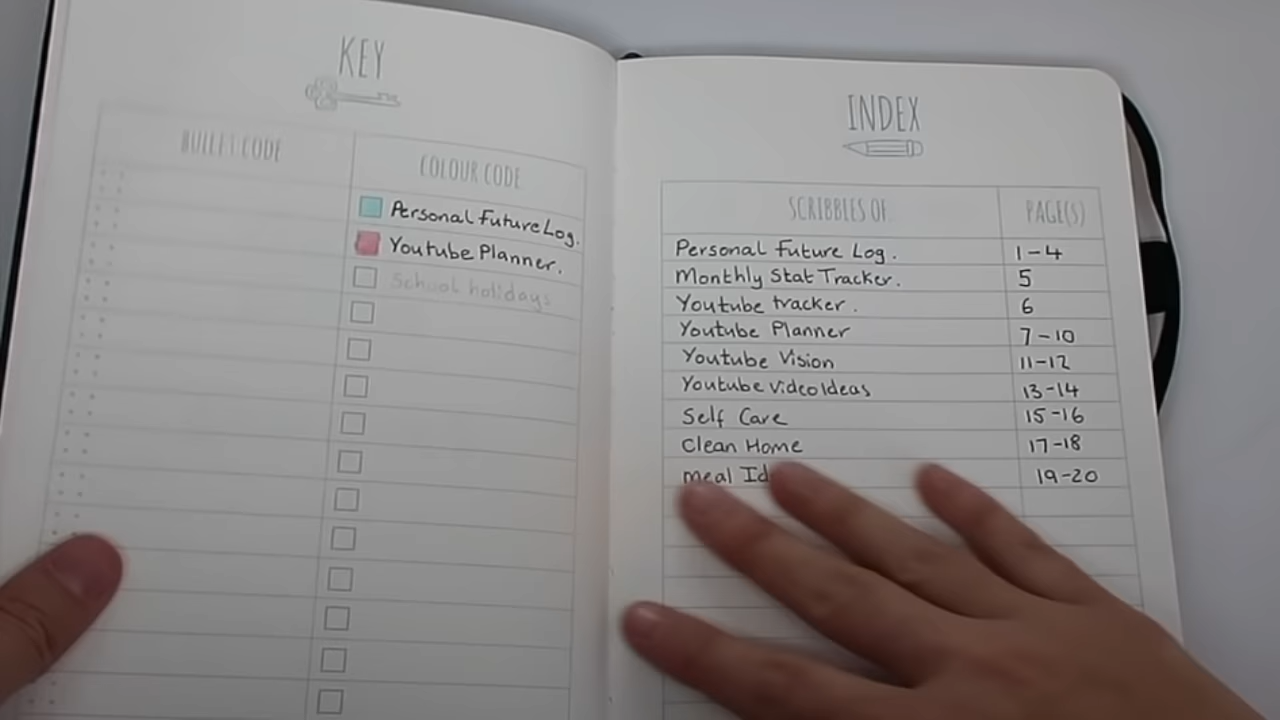 KEY
BULLET CODE
COLOUR CODE
Personal Future Log.
Youtube Planner.
School holidays
INDEX
SCRIBBLES OF PAGE(S)
Personal Future Log. 1-4
Monthly Stat Tracker. 5
Youtube tracker. 6
Youtube Planner 7-10
Youtube Vision 11-12
Youtube video Ideas 13-14
Self Care 15-16
Clean Home 17-18
meal 19-20